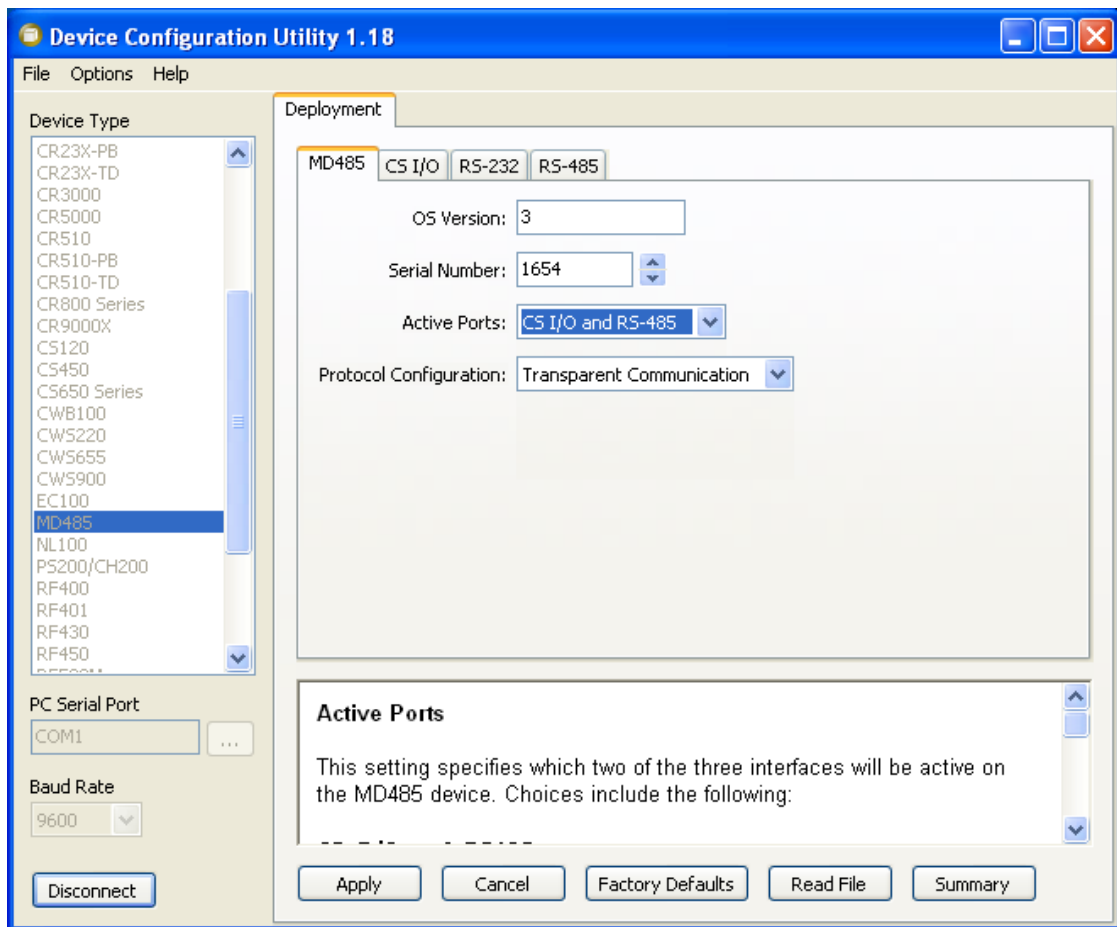 Device Configuration Utility 1.18
File Options Help
Device Type
CR23X-PB
CR23X-TD
CR3000
CR5000
CR510
CR510-PB
CR510-TD
CR800 Series
CR9000X
CS120
CS450
CS650 Series
CWB100
CWS220
CWS655
CWS900
EC100
MD485
NL100
PS200/CH200
RF400
RF401
RF430
RF450
PC Serial Port
COM1
...
Baud Rate
9600
Disconnect
Deployment
MD485 CS I/O RS-232 RS-485
OS Version: 3
Serial Number: 1654
Active Ports: CS I/O and RS-485
Protocol Configuration: Transparent Communication
Active Ports
This setting specifies which two of the three interfaces will be active on
the MD485 device. Choices include the following:
Apply Cancel Factory Defaults Read File Summary